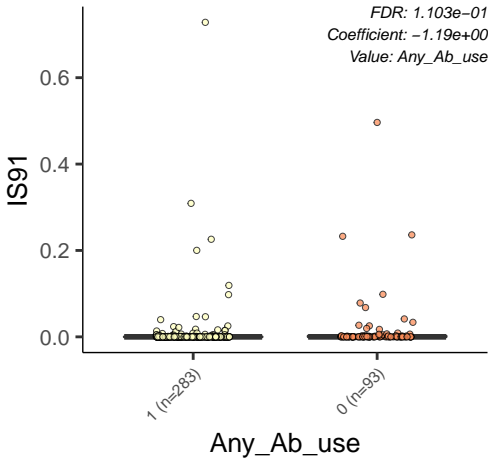 FDR: 1.103e−01
Coefficient: −1.19e+00
Value: Any_Ab_use
IS91
0.6
0.4
0.2
0.0
1 (n=283)
0 (n=93)
Any_Ab_use